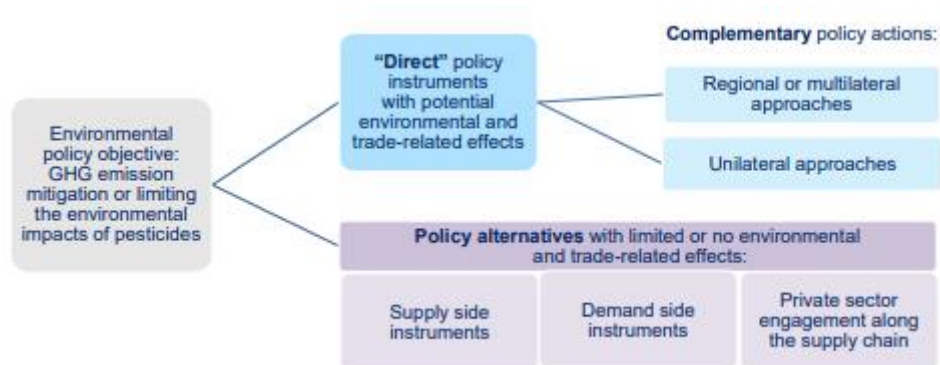 Environmental
policy objective:
GHG emission
mitigation or limiting
the environmental
impacts of pesticides
“Direct” policy
instruments
with potential
environmental and
trade-related effects
Complementary policy actions:
Regional or multilateral
approaches
Unilateral approaches
Policy alternatives with limited or no environmental
and trade-related effects:
Supply side
instruments
Demand side
instruments
Private sector
engagement along
the supply chain